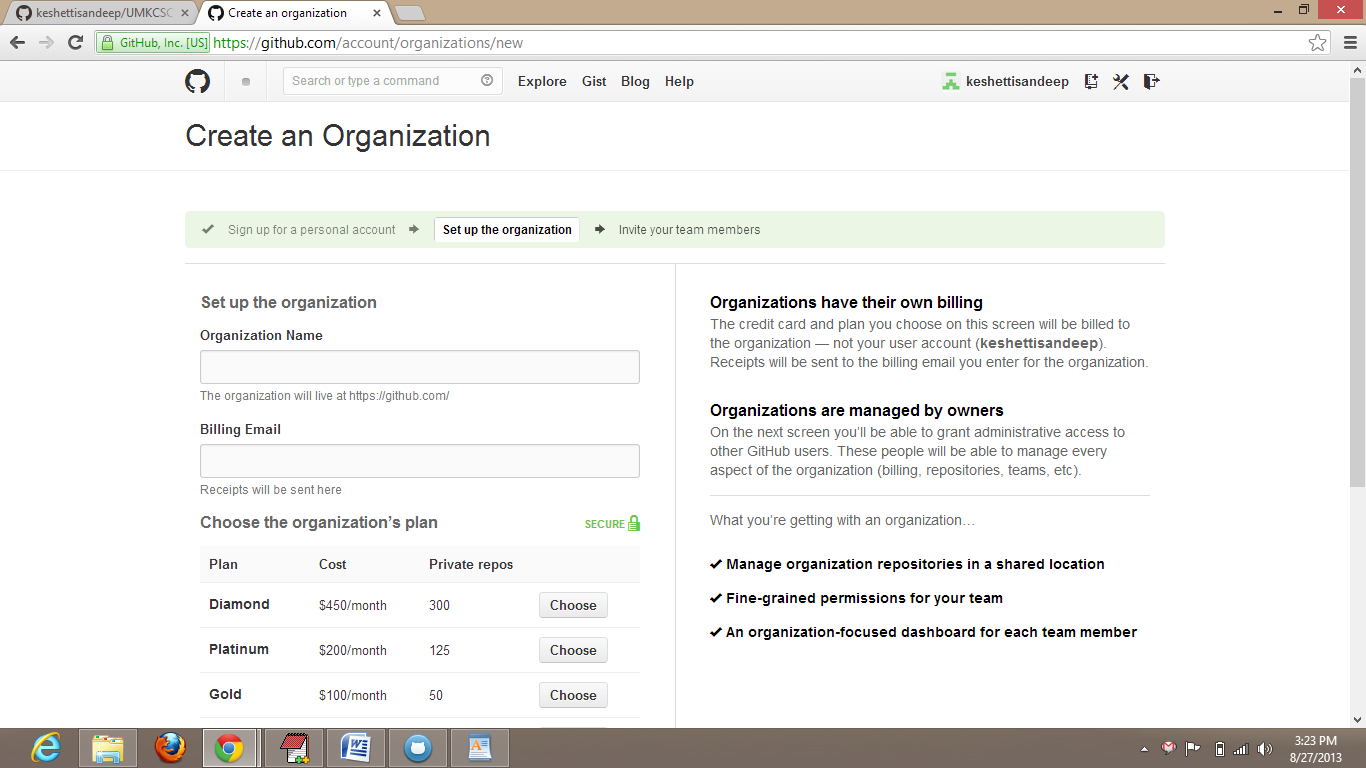 keshettisandeep/UMKCSC
Create an organization
GitHub, Inc. [US] https://github.com/account/organizations/new
Search or type a command
Explore Gist Blog Help
keshettisandeep
Create an Organization
Sign up for a personal account
Set up the organization
Invite your team members
Set up the organization
Organization Name
The organization will live at https://github.com/
Billing Email
Receipts will be sent here
Choose the organization’s plan
SECURE
Plan Cost Private repos
Diamond $450/month 300 Choose
Platinum $200/month 125 Choose
Gold $100/month 50 Choose
Organizations have their own billing
The credit card and plan you choose on this screen will be billed to
the organization — not your user account (keshettisandeep).
Receipts will be sent to the billing email you enter for the organization.
Organizations are managed by owners
On the next screen you’ll be able to grant administrative access to
other GitHub users. These people will be able to manage every
aspect of the organization (billing, repositories, teams, etc).
What you’re getting with an organization…
Manage organization repositories in a shared location
Fine-grained permissions for your team
An organization-focused dashboard for each team member
3:23 PM
8/27/2013